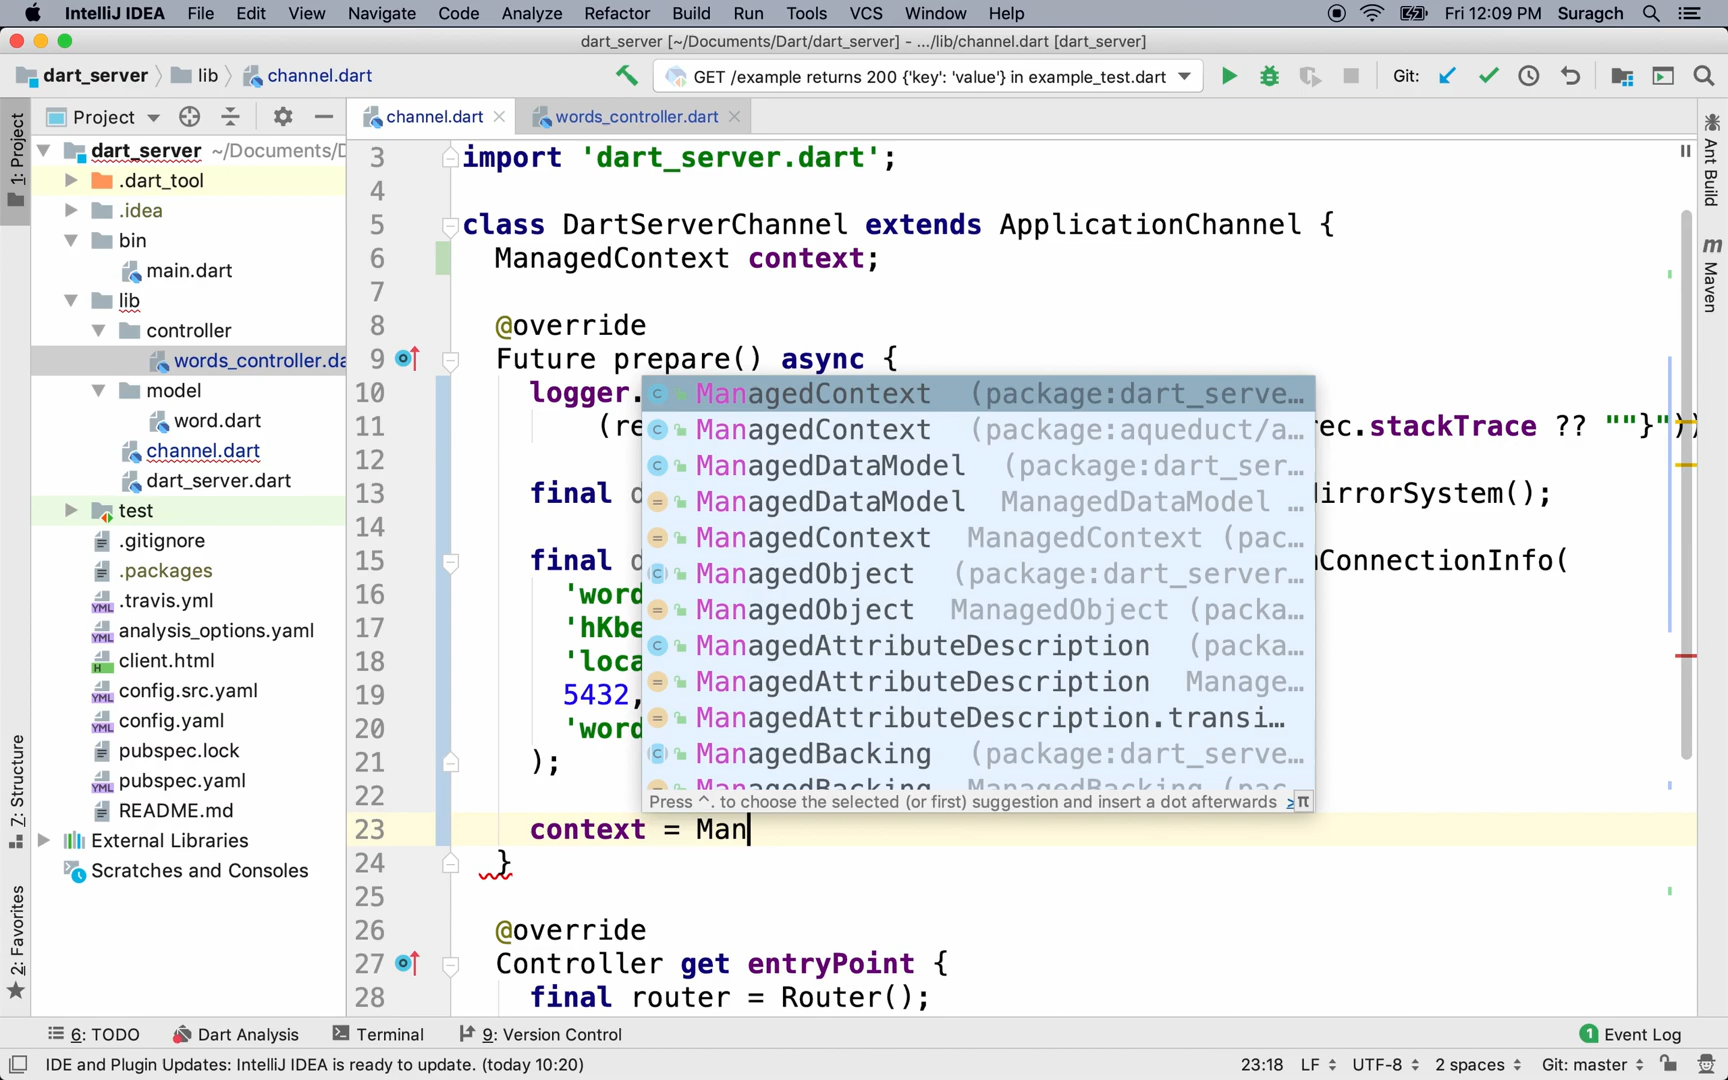 IntelliJ IDEA File Edit View Navigate Code Analyze Refactor Build Run Tools VCS Window Help Fri 12:09 PM Suragch
dart_server [~/Documents/Dart/dart_server] - .../lib/channel.dart [dart_server]
dart_server lib channel.dart GET /example returns 200 {'key': 'value'} in example_test.dart Git:
1: Project
Project
channel.dart words_controller.dart
Ant Build
Maven
dart_server ~/Documents/D
.dart_tool
.idea
bin
main.dart
lib
controller
words_controller.da
model
word.dart
channel.dart
dart_server.dart
test
.gitignore
.packages
.travis.yml
analysis_options.yaml
client.html
config.src.yaml
config.yaml
pubspec.lock
pubspec.yaml
README.md
External Libraries
Scratches and Consoles
7: Structure
2: Favorites
3 import 'dart_server.dart';
4
5 class DartServerChannel extends ApplicationChannel {
6 ManagedContext context;
7
8 @override
9 Future prepare() async {
10 logger.
11 (re rec.stackTrace ?? ""}"))
12
13 final d MirrorSystem();
14
15 final d nConnectionInfo(
16 'word
17 'hKbe
18 'loca
19 5432,
20 'word
21 );
22
23 context = Man
24 }
25
26 @override
27 Controller get entryPoint {
28 final router = Router();
ManagedContext (package:dart_serve...
ManagedContext (package:aqueduct/a...
ManagedDataModel (package:dart_ser...
ManagedDataModel ManagedDataModel ...
ManagedContext ManagedContext (pac...
ManagedObject (package:dart_server...
ManagedObject ManagedObject (packa...
ManagedAttributeDescription (packa...
ManagedAttributeDescription Manage...
ManagedAttributeDescription.transi...
ManagedBacking (package:dart_serve...
ManagedBacking ManagedBacking (pac...
Press ^. to choose the selected (or first) suggestion and insert a dot afterwards >> π
6: TODO Dart Analysis Terminal 9: Version Control 1 Event Log
IDE and Plugin Updates: IntelliJ IDEA is ready to update. (today 10:20) 23:18 LF UTF-8 2 spaces Git: master